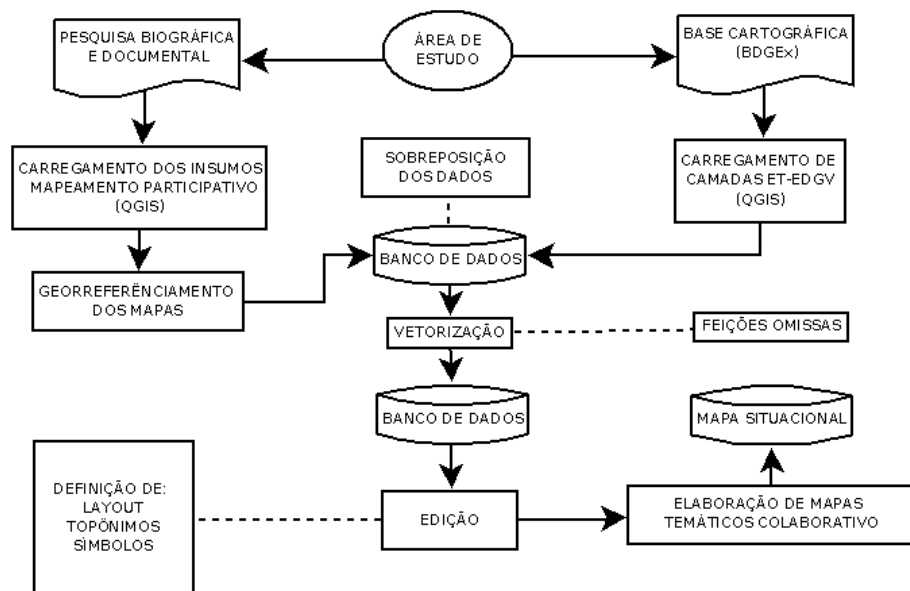 PESQUISA BIOGRÁFICA
E DOCUMENTAL
ÁREA DE
ESTUDO
BASE CARTOGRÁFICA
(BDGEx)
CARREGAMENTO DOS INSUMOS
MAPEAMENTO PARTICIPATIVO
(QGIS)
SOBREPOSIÇÃO
DOS DADOS
CARREGAMENTO DE
CAMADAS ET-EDGV
(QGIS)
GEORREFERÊNCIAMENTO
DOS MAPAS
BANCO DE DADOS
VETORIZAÇÃO
FEIÇÕES OMISSAS
BANCO DE DADOS
MAPA SITUACIONAL
DEFINIÇÃO DE:
LAYOUT
TOPÔNIMOS
SÍMBOLOS
EDIÇÃO
ELABORAÇÃO DE MAPAS
TEMÁTICOS COLABORATIVO